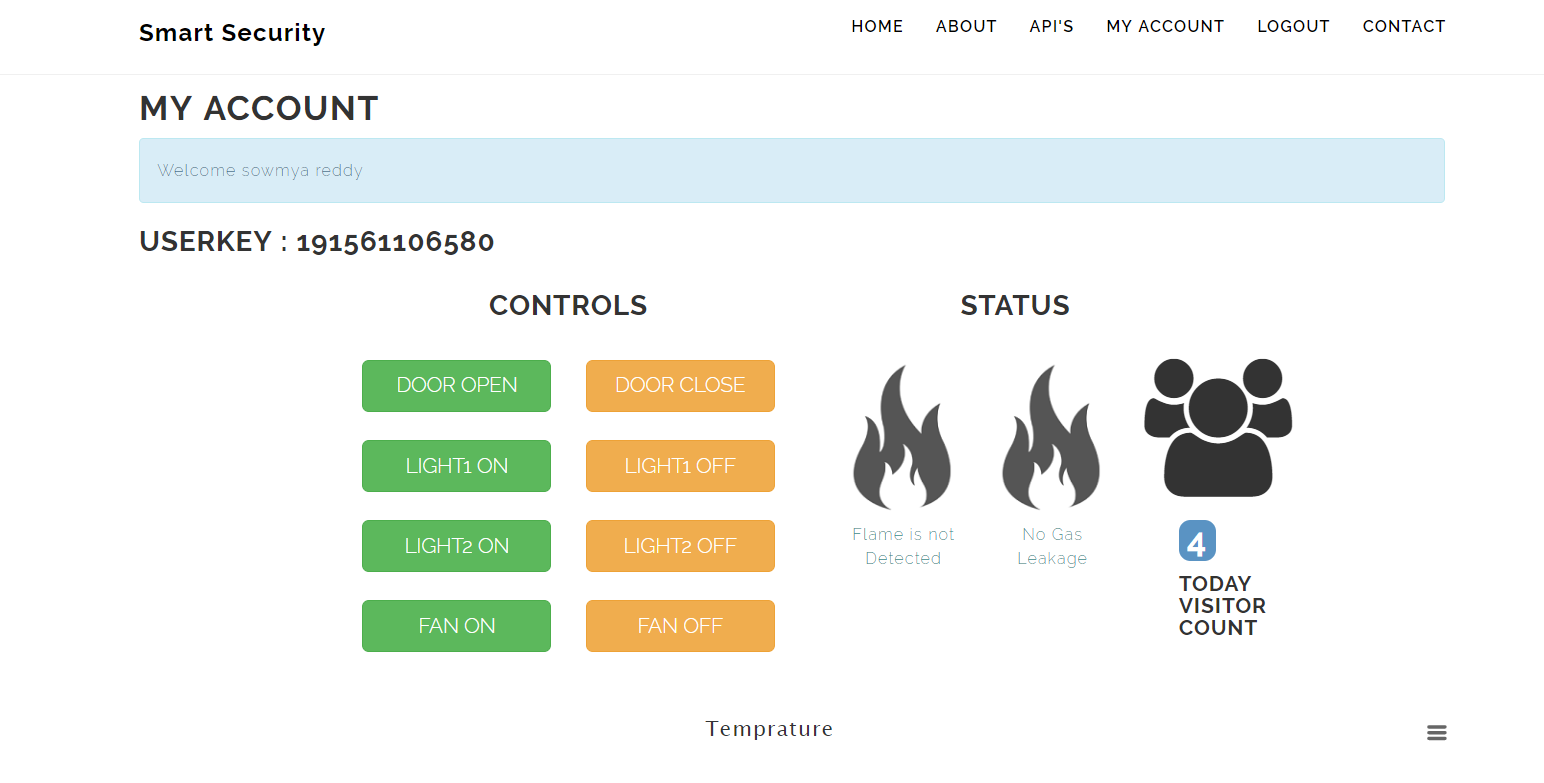 Smart Security
HOME ABOUT API'S MY ACCOUNT LOGOUT CONTACT
MY ACCOUNT
Welcome sowmya reddy
USERKEY : 191561106580
CONTROLS
STATUS
DOOR OPEN
DOOR CLOSE
LIGHT1 ON
LIGHT1 OFF
LIGHT2 ON
LIGHT2 OFF
FAN ON
FAN OFF
Flame is not
Detected
No Gas
Leakage
4
TODAY
VISITOR
COUNT
Temprature